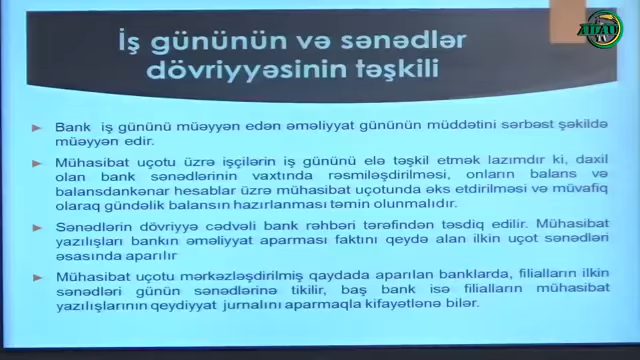 İş gününün və sənədlər
dövriyyəsinin təşkili
Bank iş gününü müəyyən edən əməliyyat gününün müddətini sərbəst şəkildə
müəyyən edir.
Mühasibat uçotu üzrə işçilərin iş gününü elə təşkil etmək lazımdır ki, daxil
olan bank sənədlərinin vaxtında rəsmiləşdirilməsi, onların balans və
balansdankənar hesablar üzrə mühasibat uçotunda əks etdirilməsi və müvafiq
olaraq gündəlik balansın hazırlanması təmin olunmalıdır.
Sənədlərin dövriyyə cədvəli bank rəhbəri tərəfindən təsdiq edilir. Mühasibat
yazılışları bankın əməliyyat aparması faktını qeydə alan ilkin uçot sənədləri
əsasında aparılır
Mühasibat uçotu mərkəzləşdirilmiş qaydada aparılan banklarda, filialların ilkin
sənədləri günün sənədlərinə tikilir, baş bank isə filialların mühasibat
yazılışlarının qeydiyyat jurnalını aparmaqla kifayətlənə bilər.